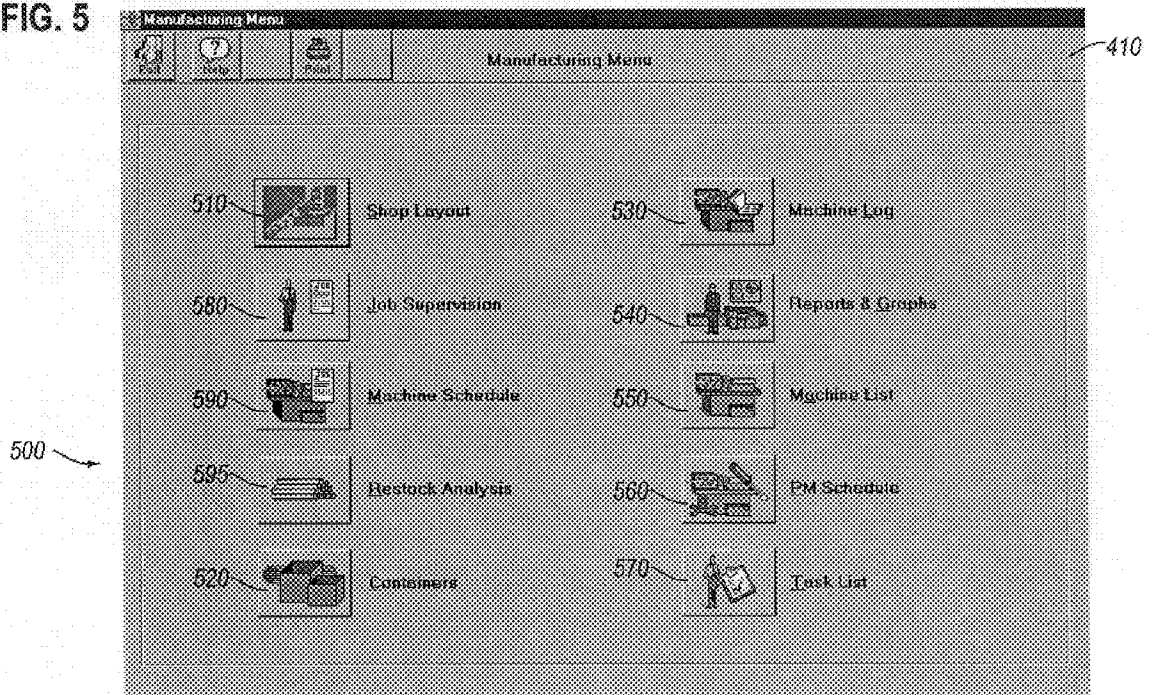 FIG. 5
Manufacturing Menu
Exit
Help
Print
Manufacturing Menu
410
510
Shop Layout
530
Machine Log
580
Job Supervision
540
Reports & Graphs
590
Machine Schedule
550
Machine List
500
595
Restock Analysis
560
PM Schedule
520
Containers
570
Task List